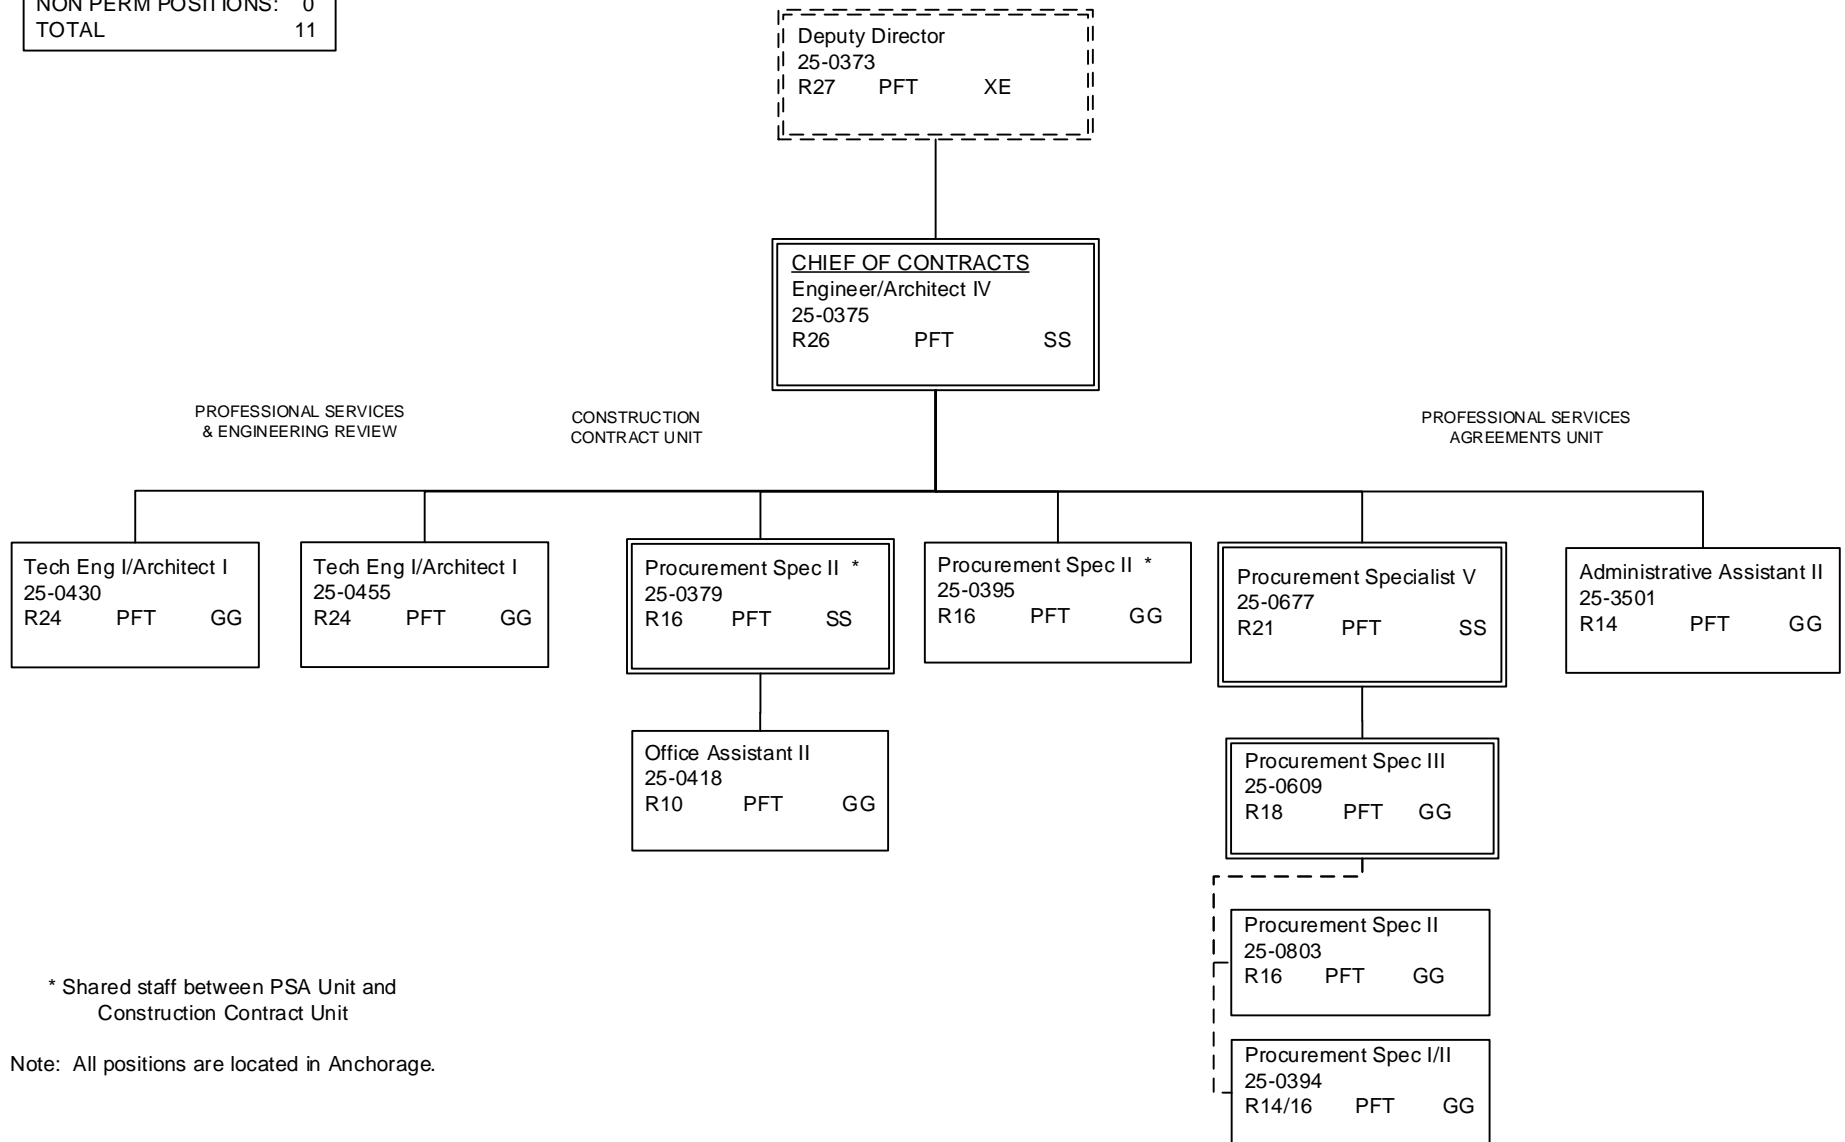 NON PERM POSITIONS: 0
TOTAL 11
Deputy Director
25-0373
R27 PFT XE
CHIEF OF CONTRACTS
Engineer/Architect IV
25-0375
R26 PFT SS
PROFESSIONAL SERVICES
& ENGINEERING REVIEW
CONSTRUCTION
CONTRACT UNIT
PROFESSIONAL SERVICES
AGREEMENTS UNIT
Tech Eng I/Architect I
25-0430
R24 PFT GG
Tech Eng I/Architect I
25-0455
R24 PFT GG
Procurement Spec II *
25-0379
R16 PFT SS
Procurement Spec II *
25-0395
R16 PFT GG
Procurement Specialist V
25-0677
R21 PFT SS
Administrative Assistant II
25-3501
R14 PFT GG
Office Assistant II
25-0418
R10 PFT GG
Procurement Spec III
25-0609
R18 PFT GG
Procurement Spec II
25-0803
R16 PFT GG
Procurement Spec I/II
25-0394
R14/16 PFT GG
* Shared staff between PSA Unit and
Construction Contract Unit
Note: All positions are located in Anchorage.